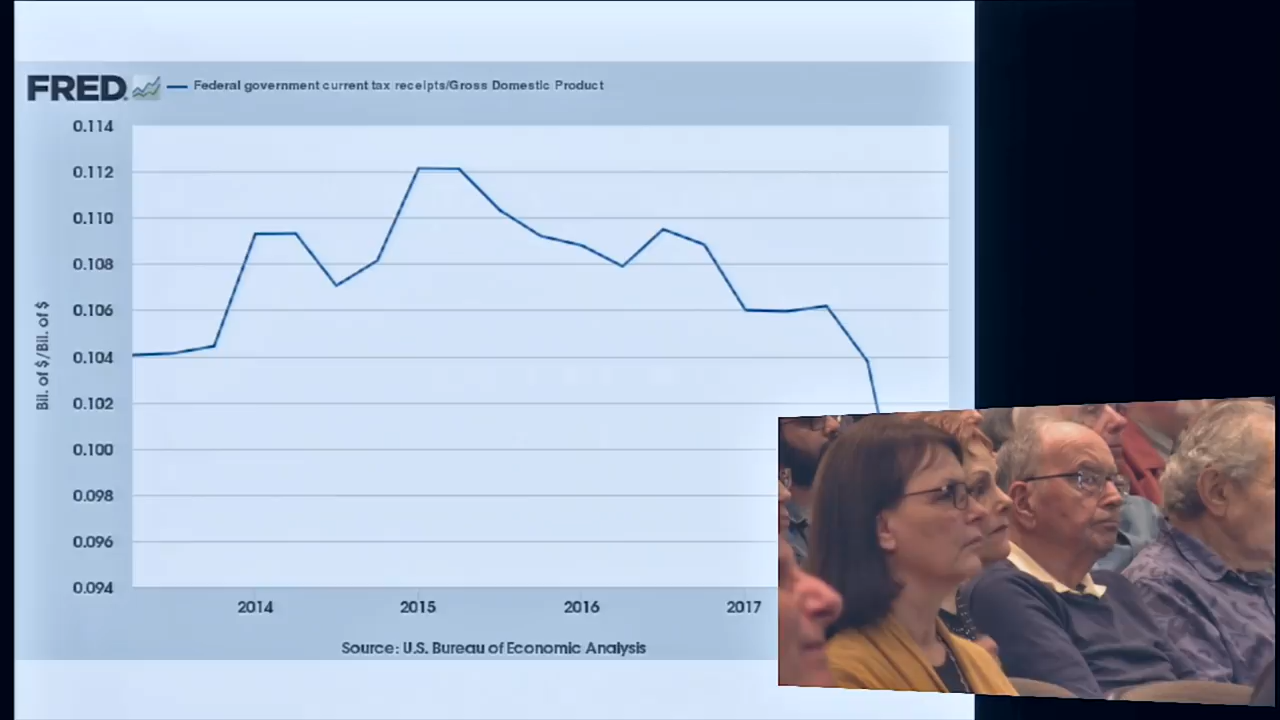 FRED
Federal government current tax receipts/Gross Domestic Product
0.114
0.112
0.110
0.108
0.106
0.104
0.102
0.100
0.098
0.096
0.094
Bil. of $/Bil. of $
2014 2015 2016 2017
Source: U.S. Bureau of Economic Analysis